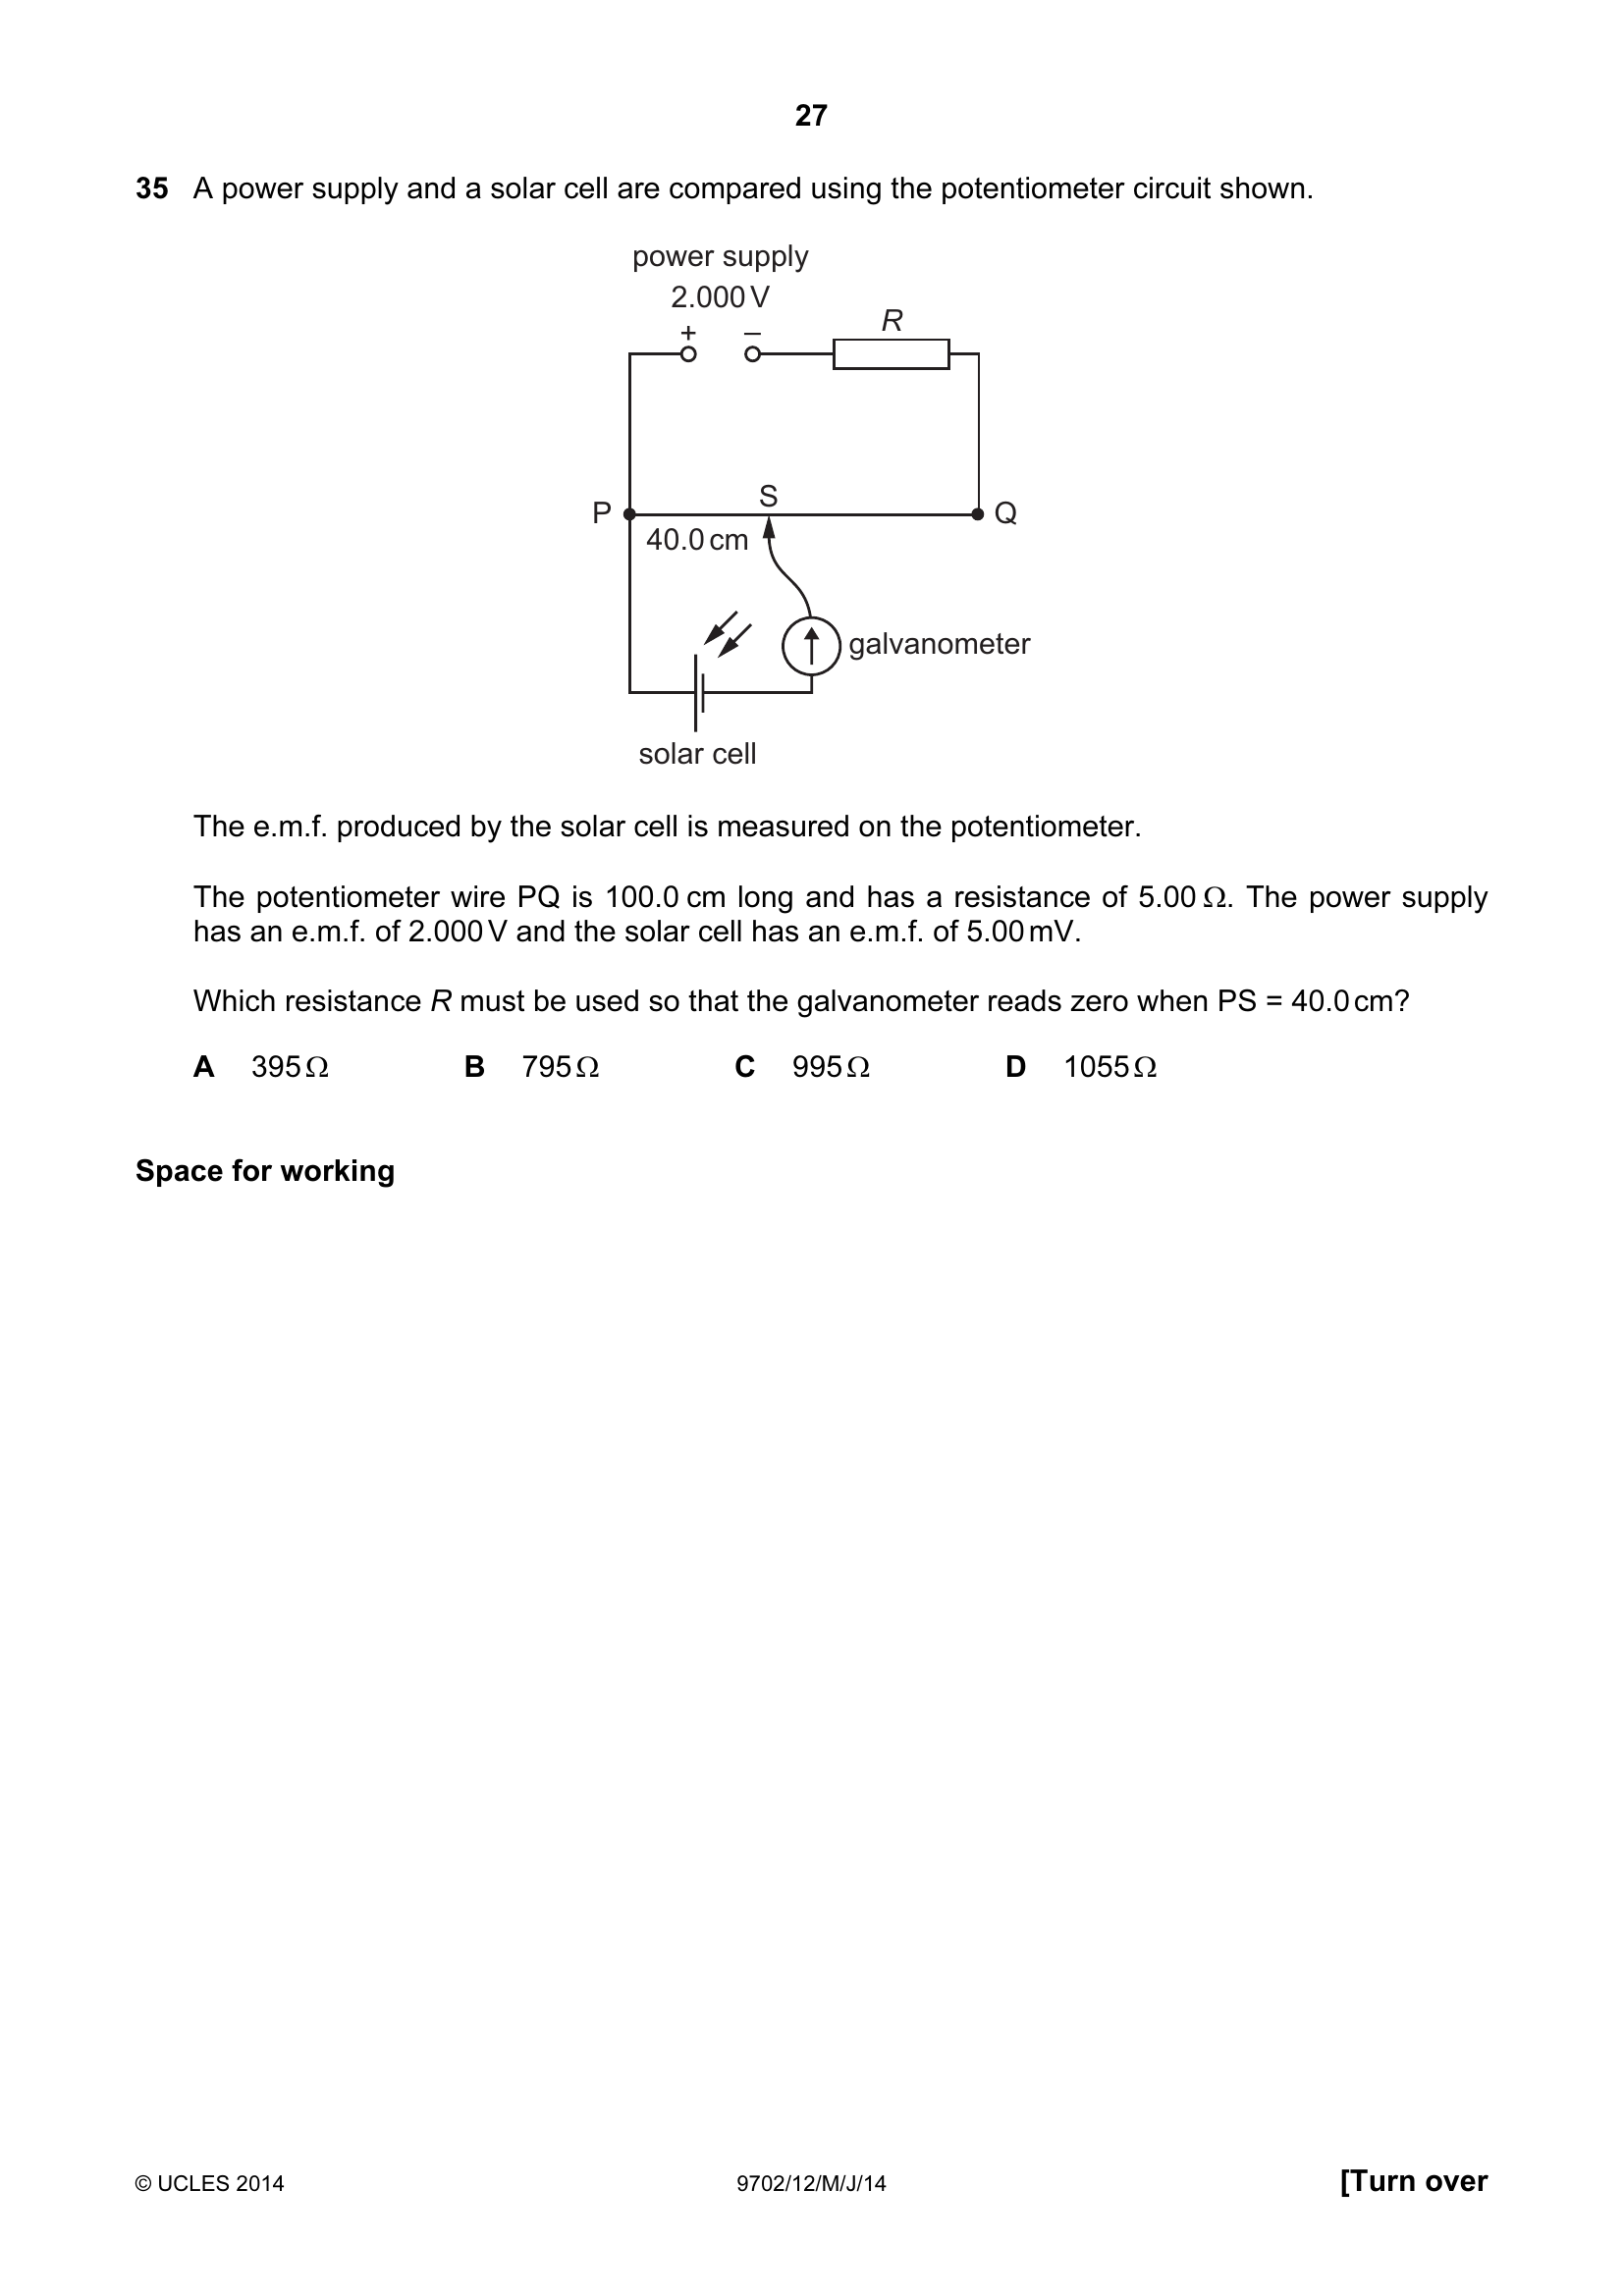 27
35 A power supply and a solar cell are compared using the potentiometer circuit shown.
power supply
2.000 V
+ –
R
P
S
Q
40.0 cm
galvanometer
solar cell
The e.m.f. produced by the solar cell is measured on the potentiometer.
The potentiometer wire PQ is 100.0 cm long and has a resistance of 5.00 Ω. The power supply
has an e.m.f. of 2.000 V and the solar cell has an e.m.f. of 5.00 mV.
Which resistance R must be used so that the galvanometer reads zero when PS = 40.0 cm?
A 395 Ω B 795 Ω C 995 Ω D 1055 Ω
Space for working
© UCLES 2014 9702/12/M/J/14 [Turn over